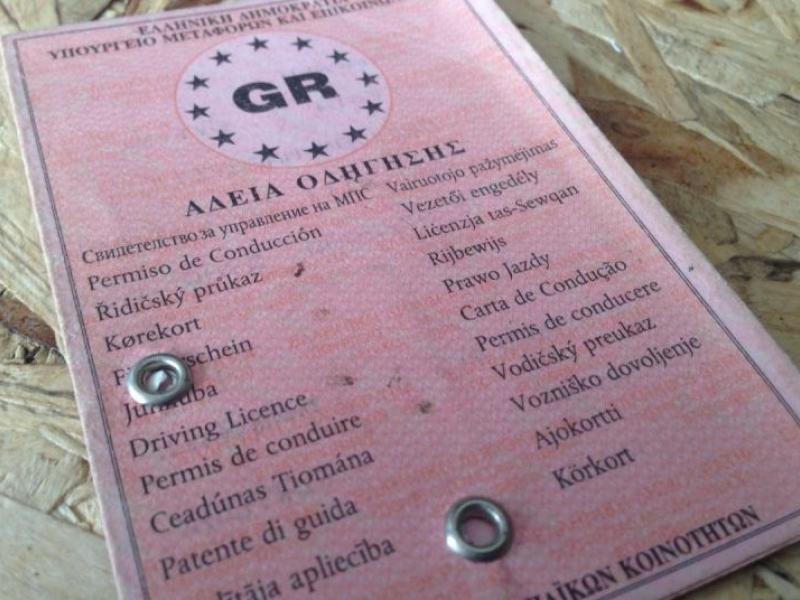 ΕΛΛΗΝΙΚΗ ΔΗΜΟΚΡΑΤΙΑ
ΥΠΟΥΡΓΕΙΟ ΜΕΤΑΦΟΡΩΝ ΚΑΙ
GR
ΑΔΕΙΑ ΟΔΗΓΗΣΗΣ
Свидетелство за управление на МПС
Permiso de Conducción
Řidičský průkaz
Kørekort
Driving Licence
Permis de conduire
Ceadúnas Tiomána
Patente di guida
apliecība
Vairuotojo pažymėjimas
Vezetői engedély
Liċenzja tas-Sewqan
Rijbewijs
Prawo Jazdy
Carta de Condução
Permis de conducere
Vodičský preukaz
Vozniško dovoljenje
Ajokortti
Körkort
ΚΟΙΝΟΤΗΤΩΝ